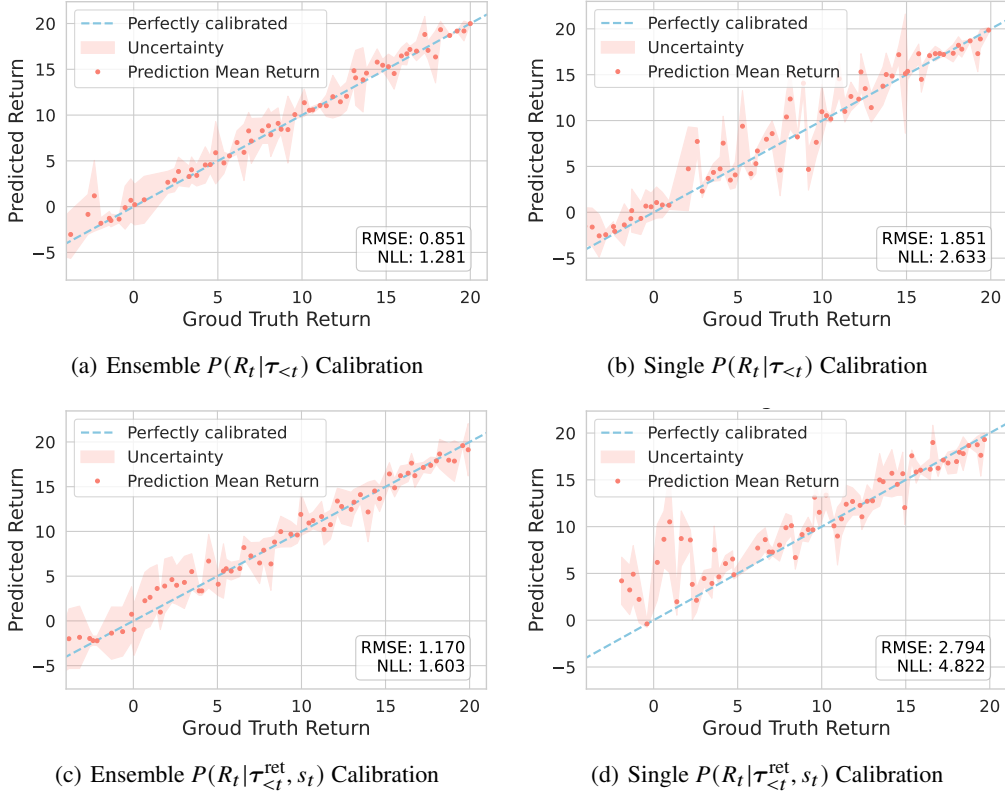 Perfectly calibrated
Uncertainty
Prediction Mean Return
20
15
10
5
0
−5
Predicted Return
RMSE: 0.851
NLL: 1.281
0 5 10 15 20
Groud Truth Return
(a) Ensemble P(R_t|τ_{<t}) Calibration
Perfectly calibrated
Uncertainty
Prediction Mean Return
20
15
10
5
0
−5
Predicted Return
RMSE: 1.851
NLL: 2.633
0 5 10 15 20
Groud Truth Return
(b) Single P(R_t|τ_{<t}) Calibration
Perfectly calibrated
Uncertainty
Prediction Mean Return
20
15
10
5
0
−5
Predicted Return
RMSE: 1.170
NLL: 1.603
0 5 10 15 20
Groud Truth Return
(c) Ensemble P(R_t|τ^{ret}_{<t}, s_t) Calibration
Perfectly calibrated
Uncertainty
Prediction Mean Return
20
15
10
5
0
−5
Predicted Return
RMSE: 2.794
NLL: 4.822
0 5 10 15 20
Groud Truth Return
(d) Single P(R_t|τ^{ret}_{<t}, s_t) Calibration